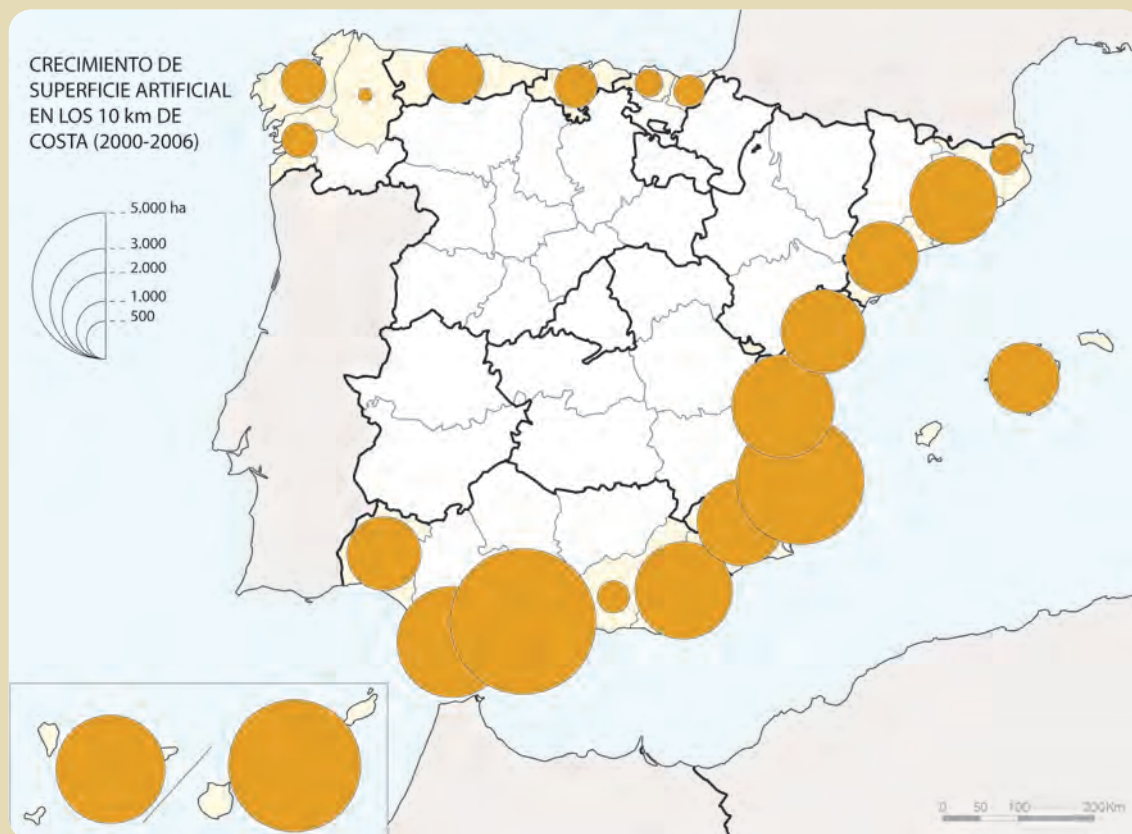 CRECIMIENTO DE
SUPERFICIE ARTIFICIAL
EN LOS 10 km DE
COSTA (2000-2006)
5.000 ha
3.000
2.000
1.000
500
0 50 100 200Km